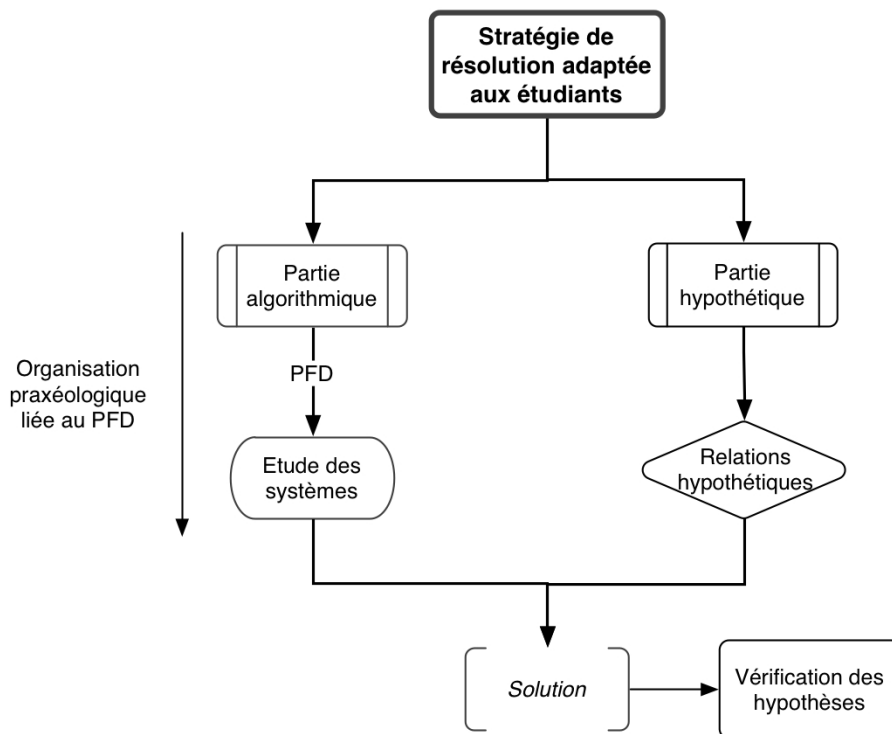 Stratégie de
résolution adaptée
aux étudiants
Partie
algorithmique
Partie
hypothétique
Organisation
praxéologique
liée au PFD
PFD
Etude des
systèmes
Relations
hypothétiques
Solution
Vérification des
hypothèses